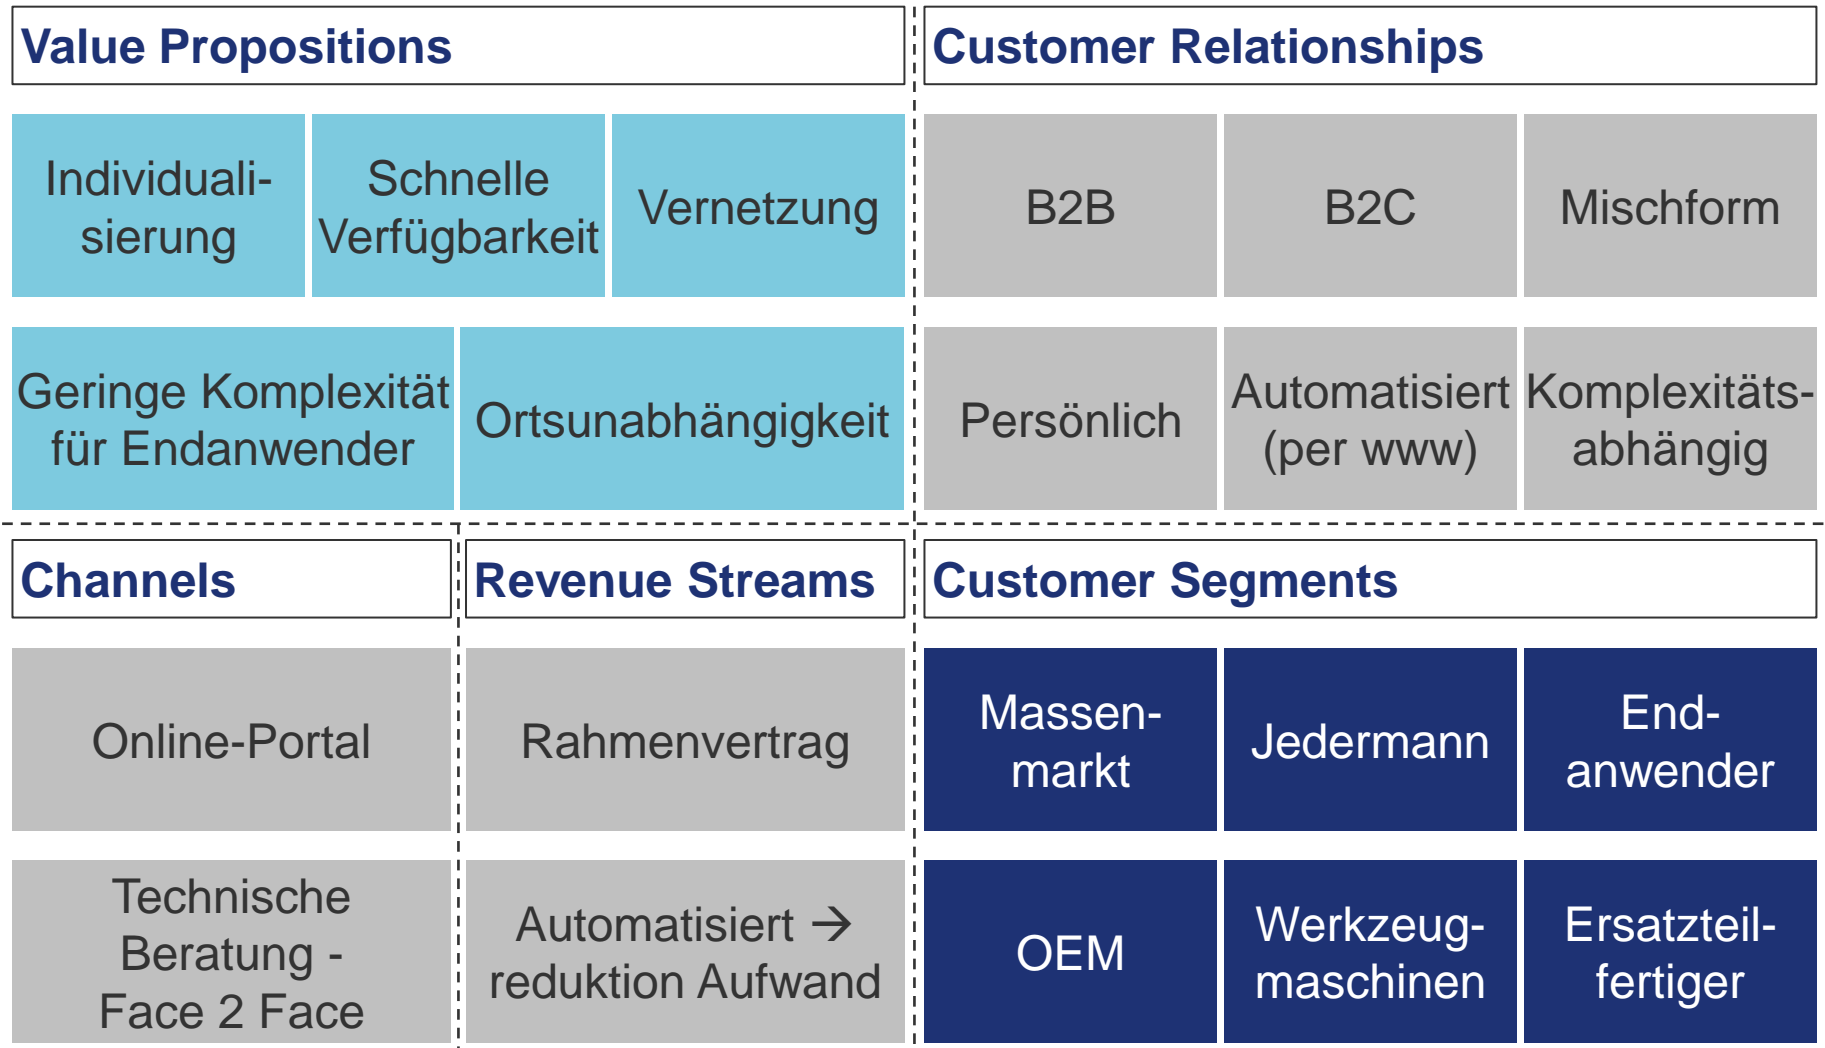 Value Propositions
Individuali-
sierung
Schnelle
Verfügbarkeit
Vernetzung
Geringe Komplexität
für Endanwender
Ortsunabhängigkeit
Customer Relationships
B2B
B2C
Mischform
Persönlich
Automatisiert
(per www)
Komplexitäts-
abhängig
Channels
Online-Portal
Technische
Beratung -
Face 2 Face
Revenue Streams
Rahmenvertrag
Automatisiert →
reduktion Aufwand
Customer Segments
Massen-
markt
Jedermann
End-
anwender
OEM
Werkzeug-
maschinen
Ersatzteil-
fertiger